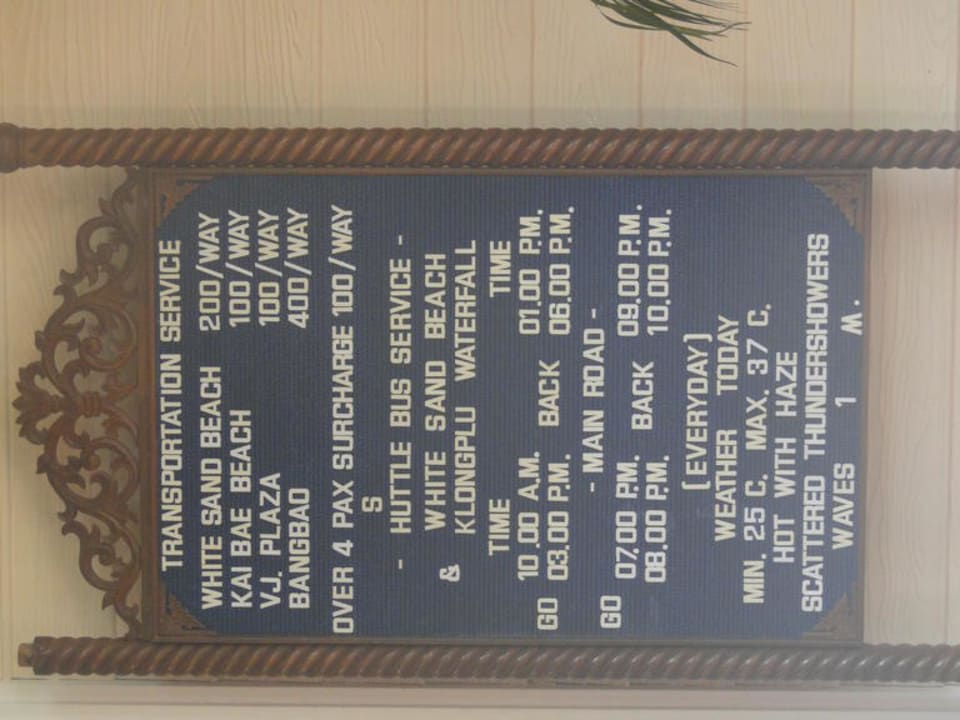 TRANSPORTATION SERVICE
WHITE SAND BEACH 200/WAY
KAI BAE BEACH 100/WAY
VJ. PLAZA 100/WAY
BANGBAO 400/WAY
OVER 4 PAX SURCHARGE 100/WAY
S
- HUTTLE BUS SERVICE -
WHITE SAND BEACH
& KLONGPLU WATERFALL
TIME TIME
10.00 A.M. 01.00 P.M.
GO 03.00 P.M. BACK 06.00 P.M.
- MAIN ROAD -
GO 07.00 P.M. BACK 09.00 P.M.
08.00 P.M. 10.00 P.M.
(EVERYDAY)
WEATHER TODAY
MIN. 25 C. MAX. 37 C.
HOT WITH HAZE
SCATTERED THUNDERSHOWERS
WAVES 1 M.